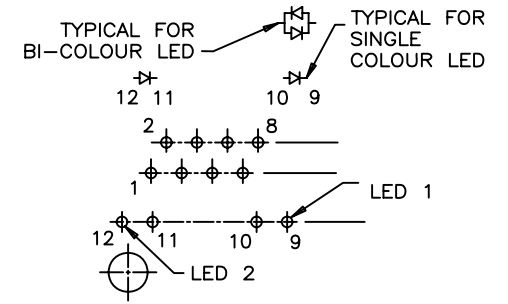 TYPICAL FOR
BI-COLOUR LED
TYPICAL FOR
SINGLE
COLOUR LED
12 11
10 9
2 8
1
LED 1
12 11 10 9
LED 2